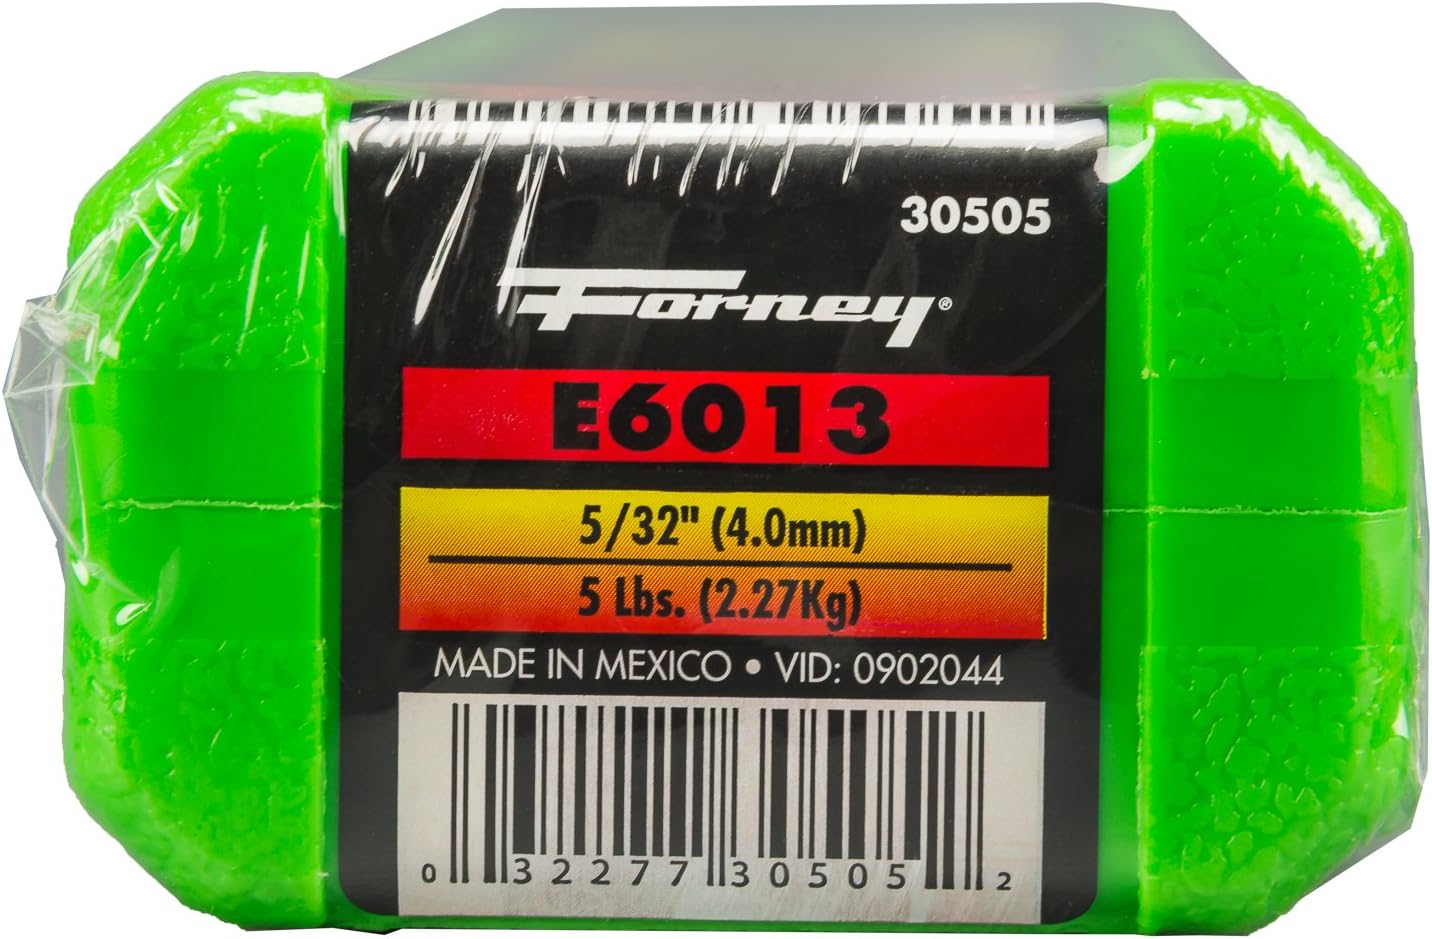 30505
Forney®
E6013
5/32" (4.0mm)
5 Lbs. (2.27Kg)
MADE IN MEXICO • VID: 0902044
0 32277 30505 2